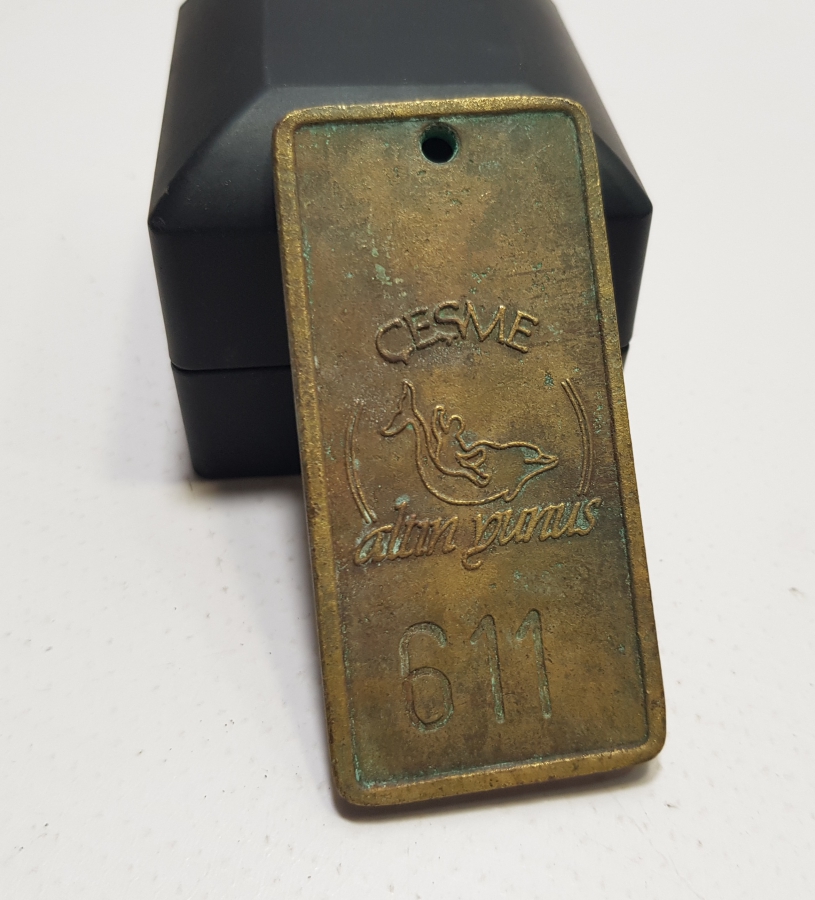 CESME
altın yunus
611